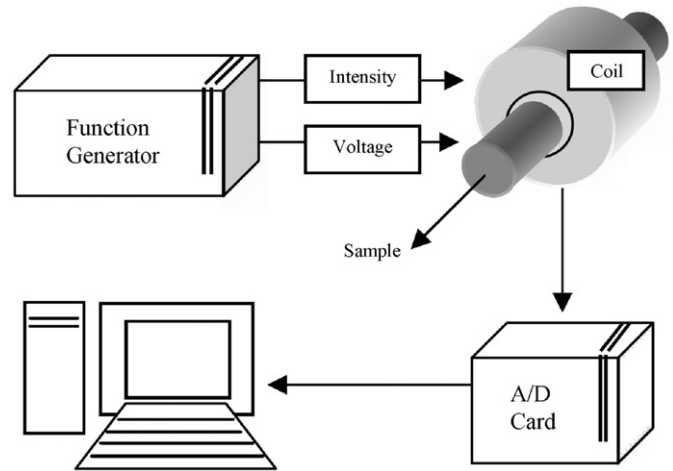 Function
Generator
Intensity
Voltage
Coil
Sample
A/D
Card